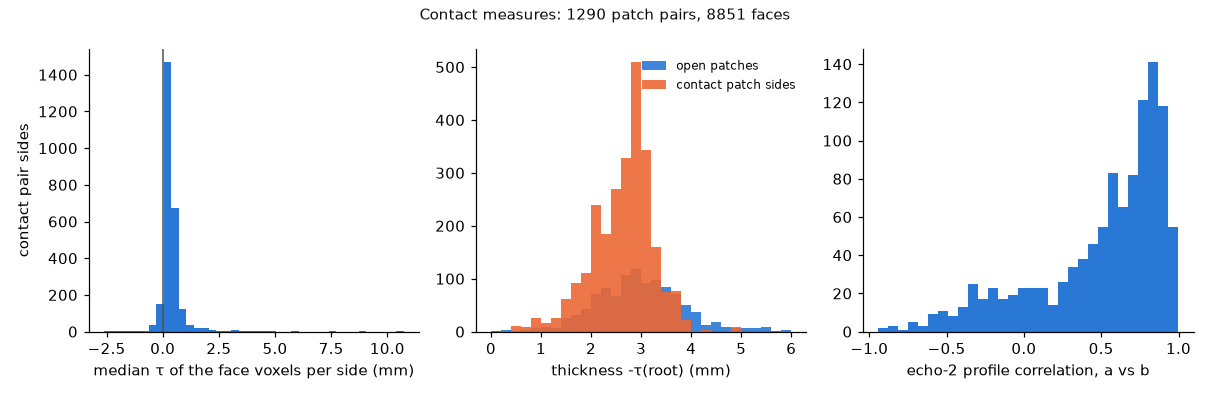 Contact measures: 1290 patch pairs, 8851 faces
contact pair sides
0
200
400
600
800
1000
1200
1400
−2.5 0.0 2.5 5.0 7.5 10.0
median τ of the face voxels per side (mm)
open patches
contact patch sides
0
100
200
300
400
500
0 1 2 3 4 5 6
thickness -τ(root) (mm)
0
20
40
60
80
100
120
140
−1.0 −0.5 0.0 0.5 1.0
echo-2 profile correlation, a vs b